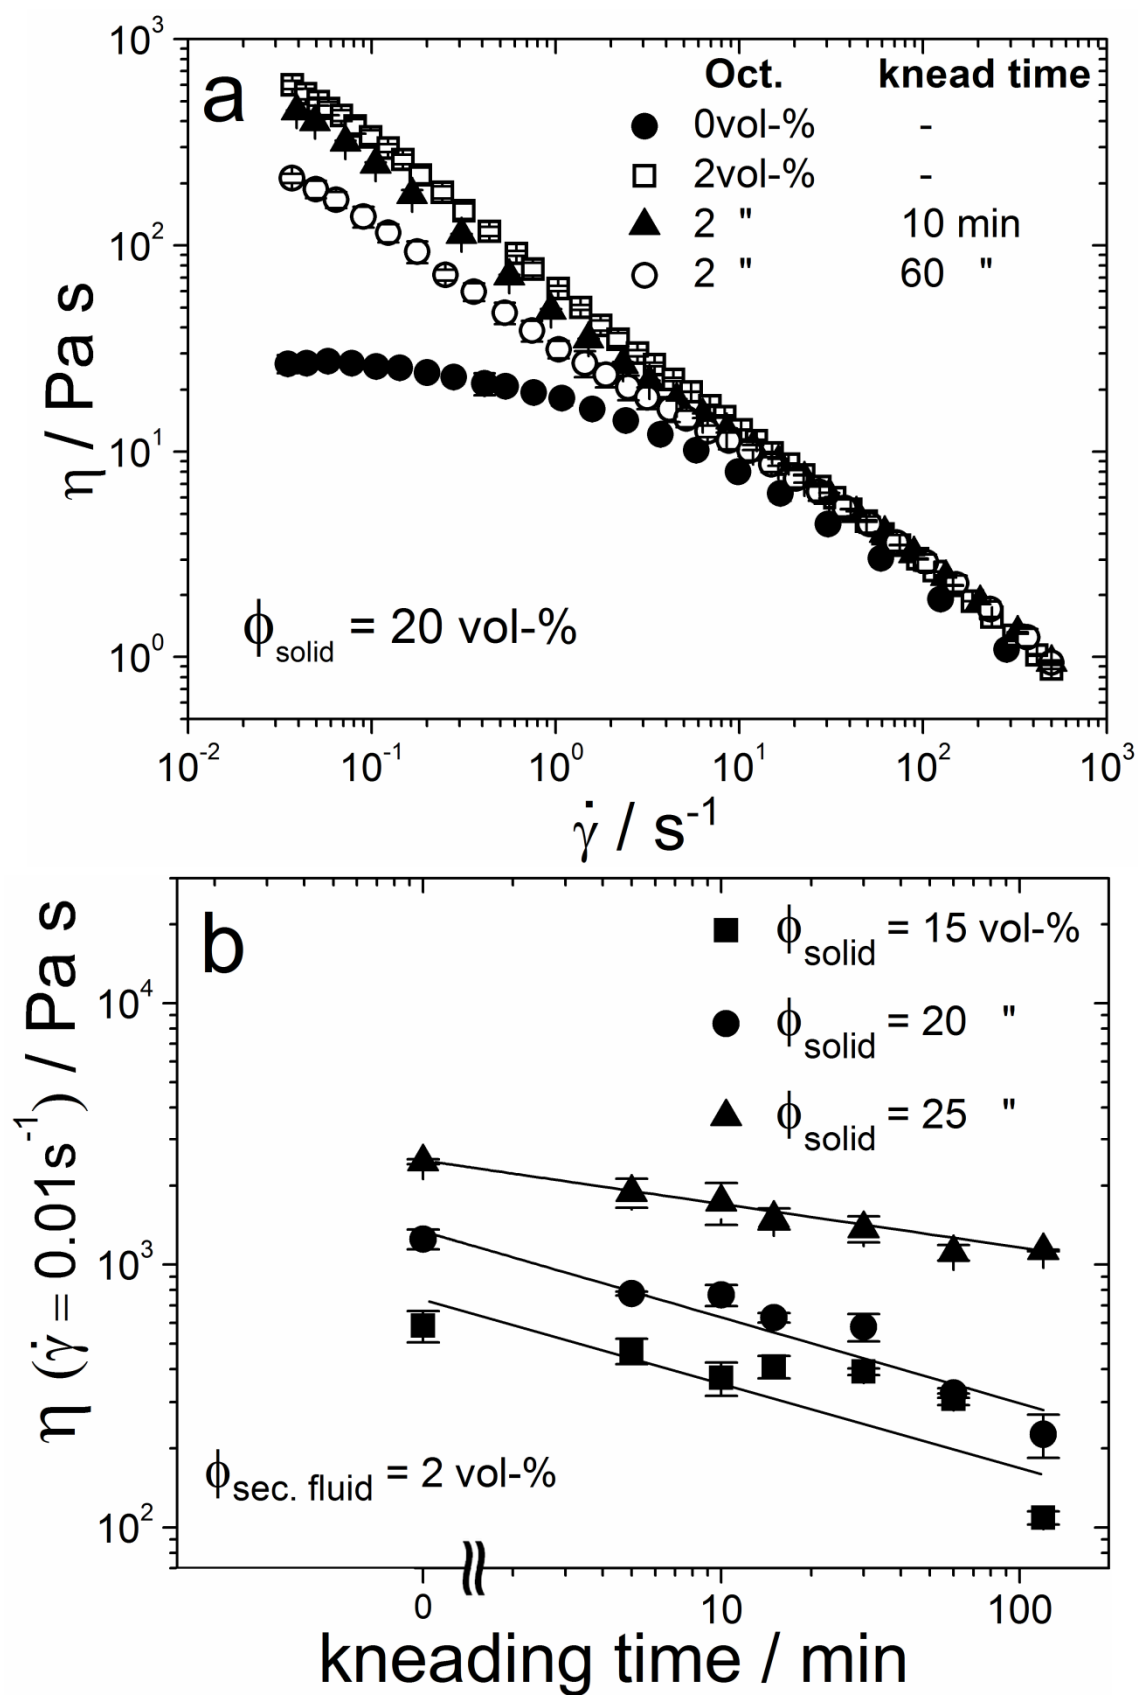 a
Oct. knead time
0vol-% -
2vol-% -
2 " 10 min
2 " 60 "
ϕsolid = 20 vol-%
η / Pa s
10³
10²
10¹
10⁰
10⁻² 10⁻¹ 10⁰ 10¹ 10² 10³
γ̇ / s⁻¹
b
ϕsolid = 15 vol-%
ϕsolid = 20 "
ϕsolid = 25 "
ϕsec. fluid = 2 vol-%
η (γ̇ = 0.01s⁻¹) / Pa s
10⁴
10³
10²
0 10 100
kneading time / min